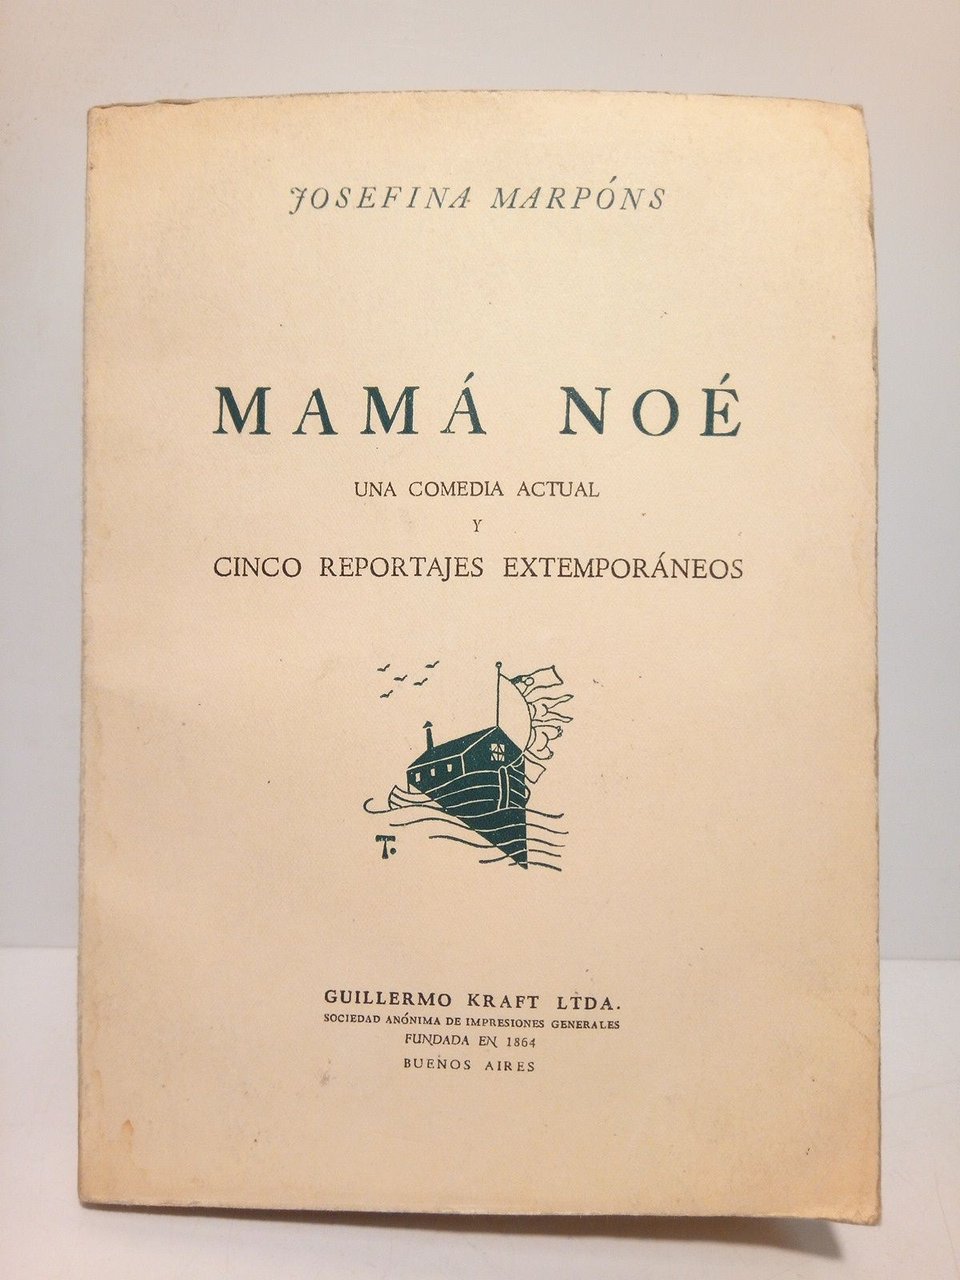 JOSEFINA MARPÓNS
MAMÁ NOÉ
UNA COMEDIA ACTUAL
Y
CINCO REPORTAJES EXTEMPORÁNEOS
T.
GUILLERMO KRAFT LTDA.
SOCIEDAD ANÓNIMA DE IMPRESIONES GENERALES
FUNDADA EN 1864
BUENOS AIRES